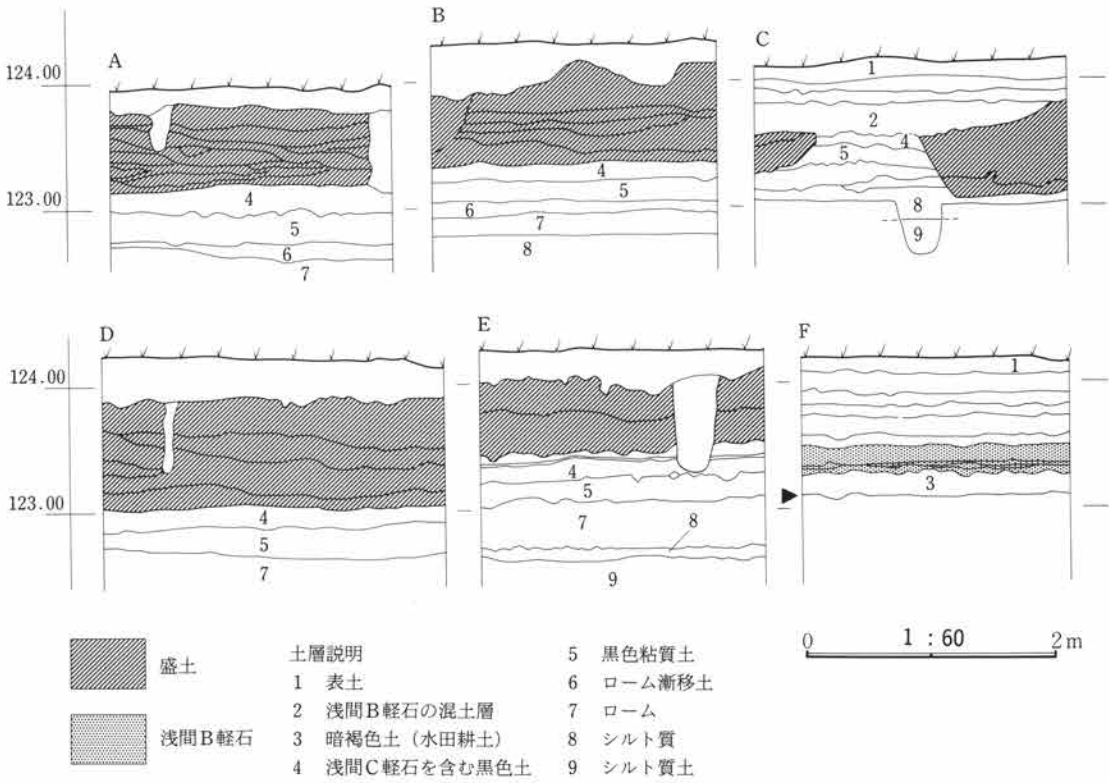 A
B
C
124.00
123.00
4
5
6
7
4
5
6
7
8
1
2
4
5
8
9
D
E
F
124.00
123.00
4
5
7
4
5
7
8
9
1
3
盛土
浅間B軽石
土層説明
1 表土
2 浅間B軽石の混土層
3 暗褐色土（水田耕土）
4 浅間C軽石を含む黒色土
5 黒色粘質土
6 ローム漸移土
7 ローム
8 シルト質
9 シルト質土
0 1：60 2m